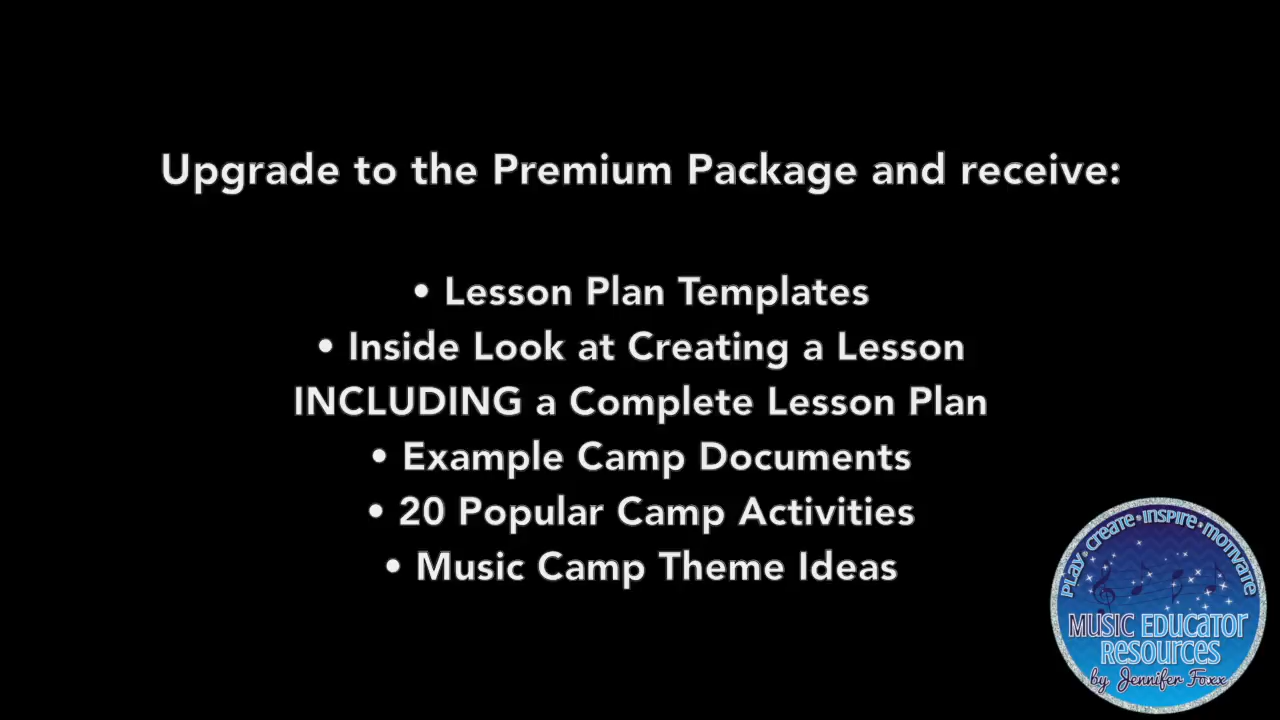 Upgrade to the Premium Package and receive:
• Lesson Plan Templates
• Inside Look at Creating a Lesson
INCLUDING a Complete Lesson Plan
• Example Camp Documents
• 20 Popular Camp Activities
• Music Camp Theme Ideas
PLAY•create•INSPIRE•motivate
MUSIC EDUCATOR
RESOURCES
by Jennifer Foxx